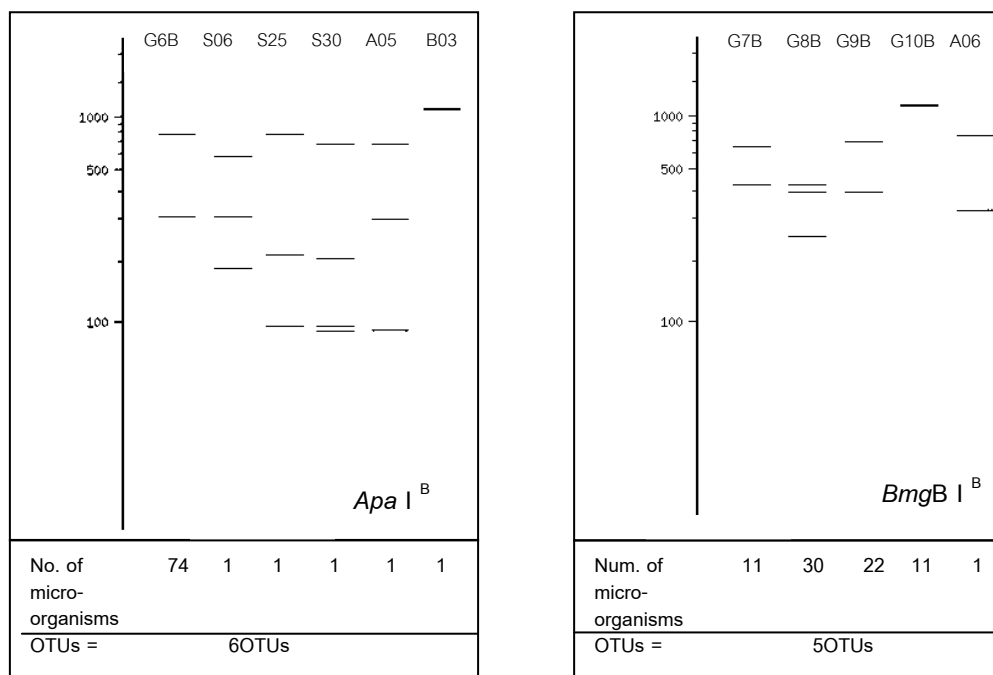 G6B S06 S25 S30 A05 B03
1000
500
100
Apa I B
No. of 74 1 1 1 1 1
micro-
organisms
OTUs = 6OTUs
G7B G8B G9B G10B A06
1000
500
100
BmgB I B
Num. of 11 30 22 11 1
micro-
organisms
OTUs = 5OTUs